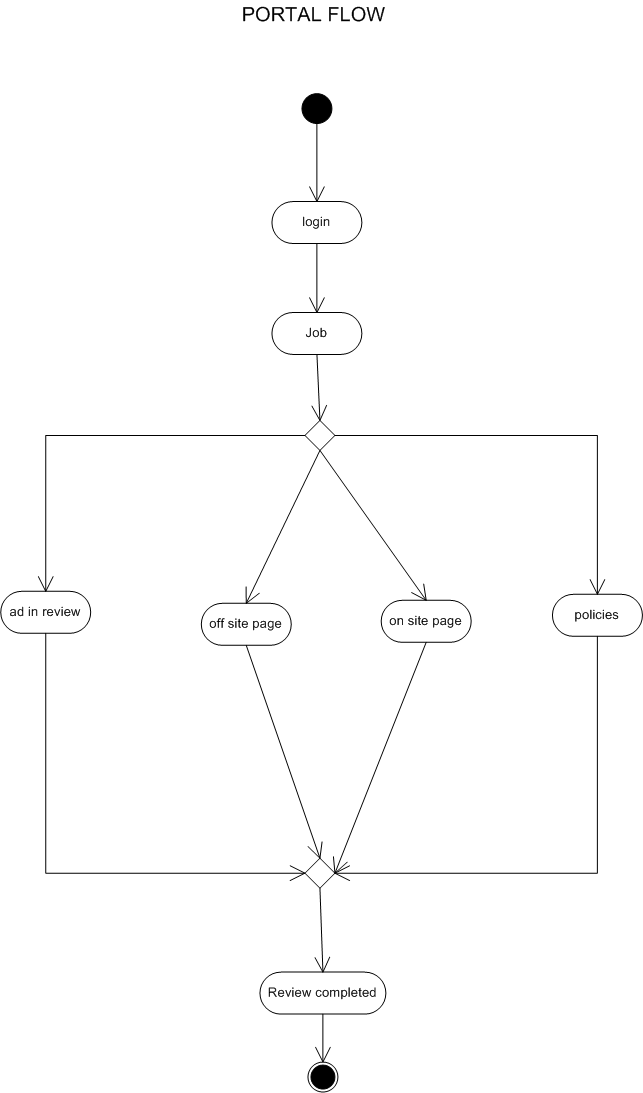 PORTAL FLOW
login
Job
ad in review
off site page
on site page
policies
Review completed